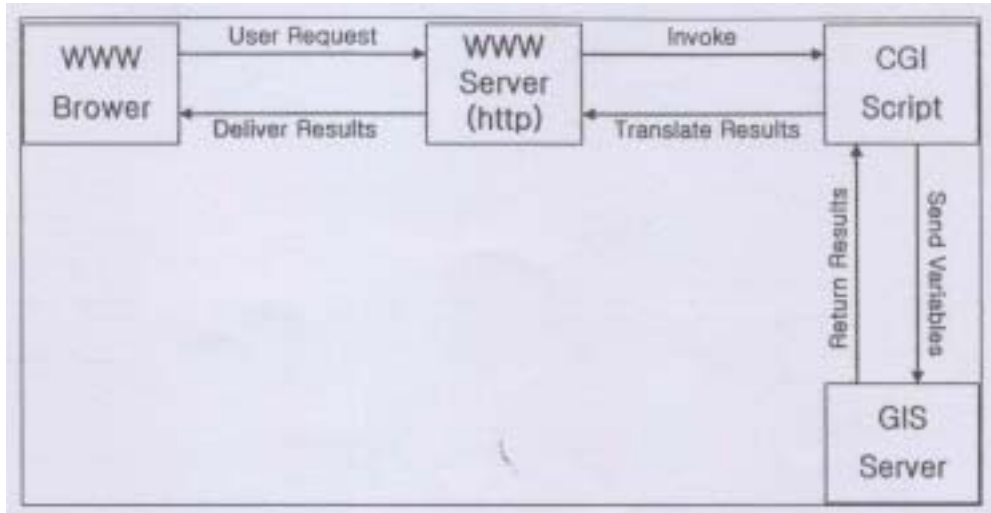 WWW
Brower
User Request
Deliver Results
WWW
Server
(http)
Invoke
Translate Results
CGI
Script
Return Results
Send Variables
GIS
Server